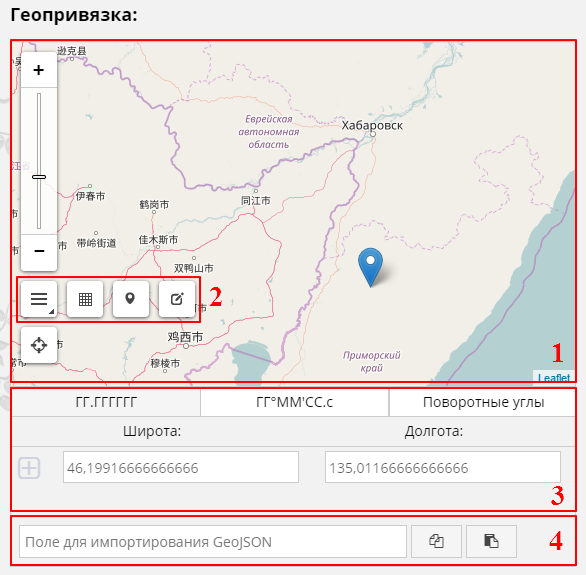 Геопривязка:
逊克县
Хабаровск
Еврейская
автономная
область
伊春市
鹤岗市
同江市
带岭街道
佳木斯市
双鸭山市
鸡西市
穆棱市
Приморский
край
+
−
2
1
Leaflet
ГГ.ГГГГГГ
ГГ°ММ'СС.с
Поворотные углы
Широта:
Долгота:
46,19916666666666
135,01166666666666
3
Поле для импортирования GeoJSON
4